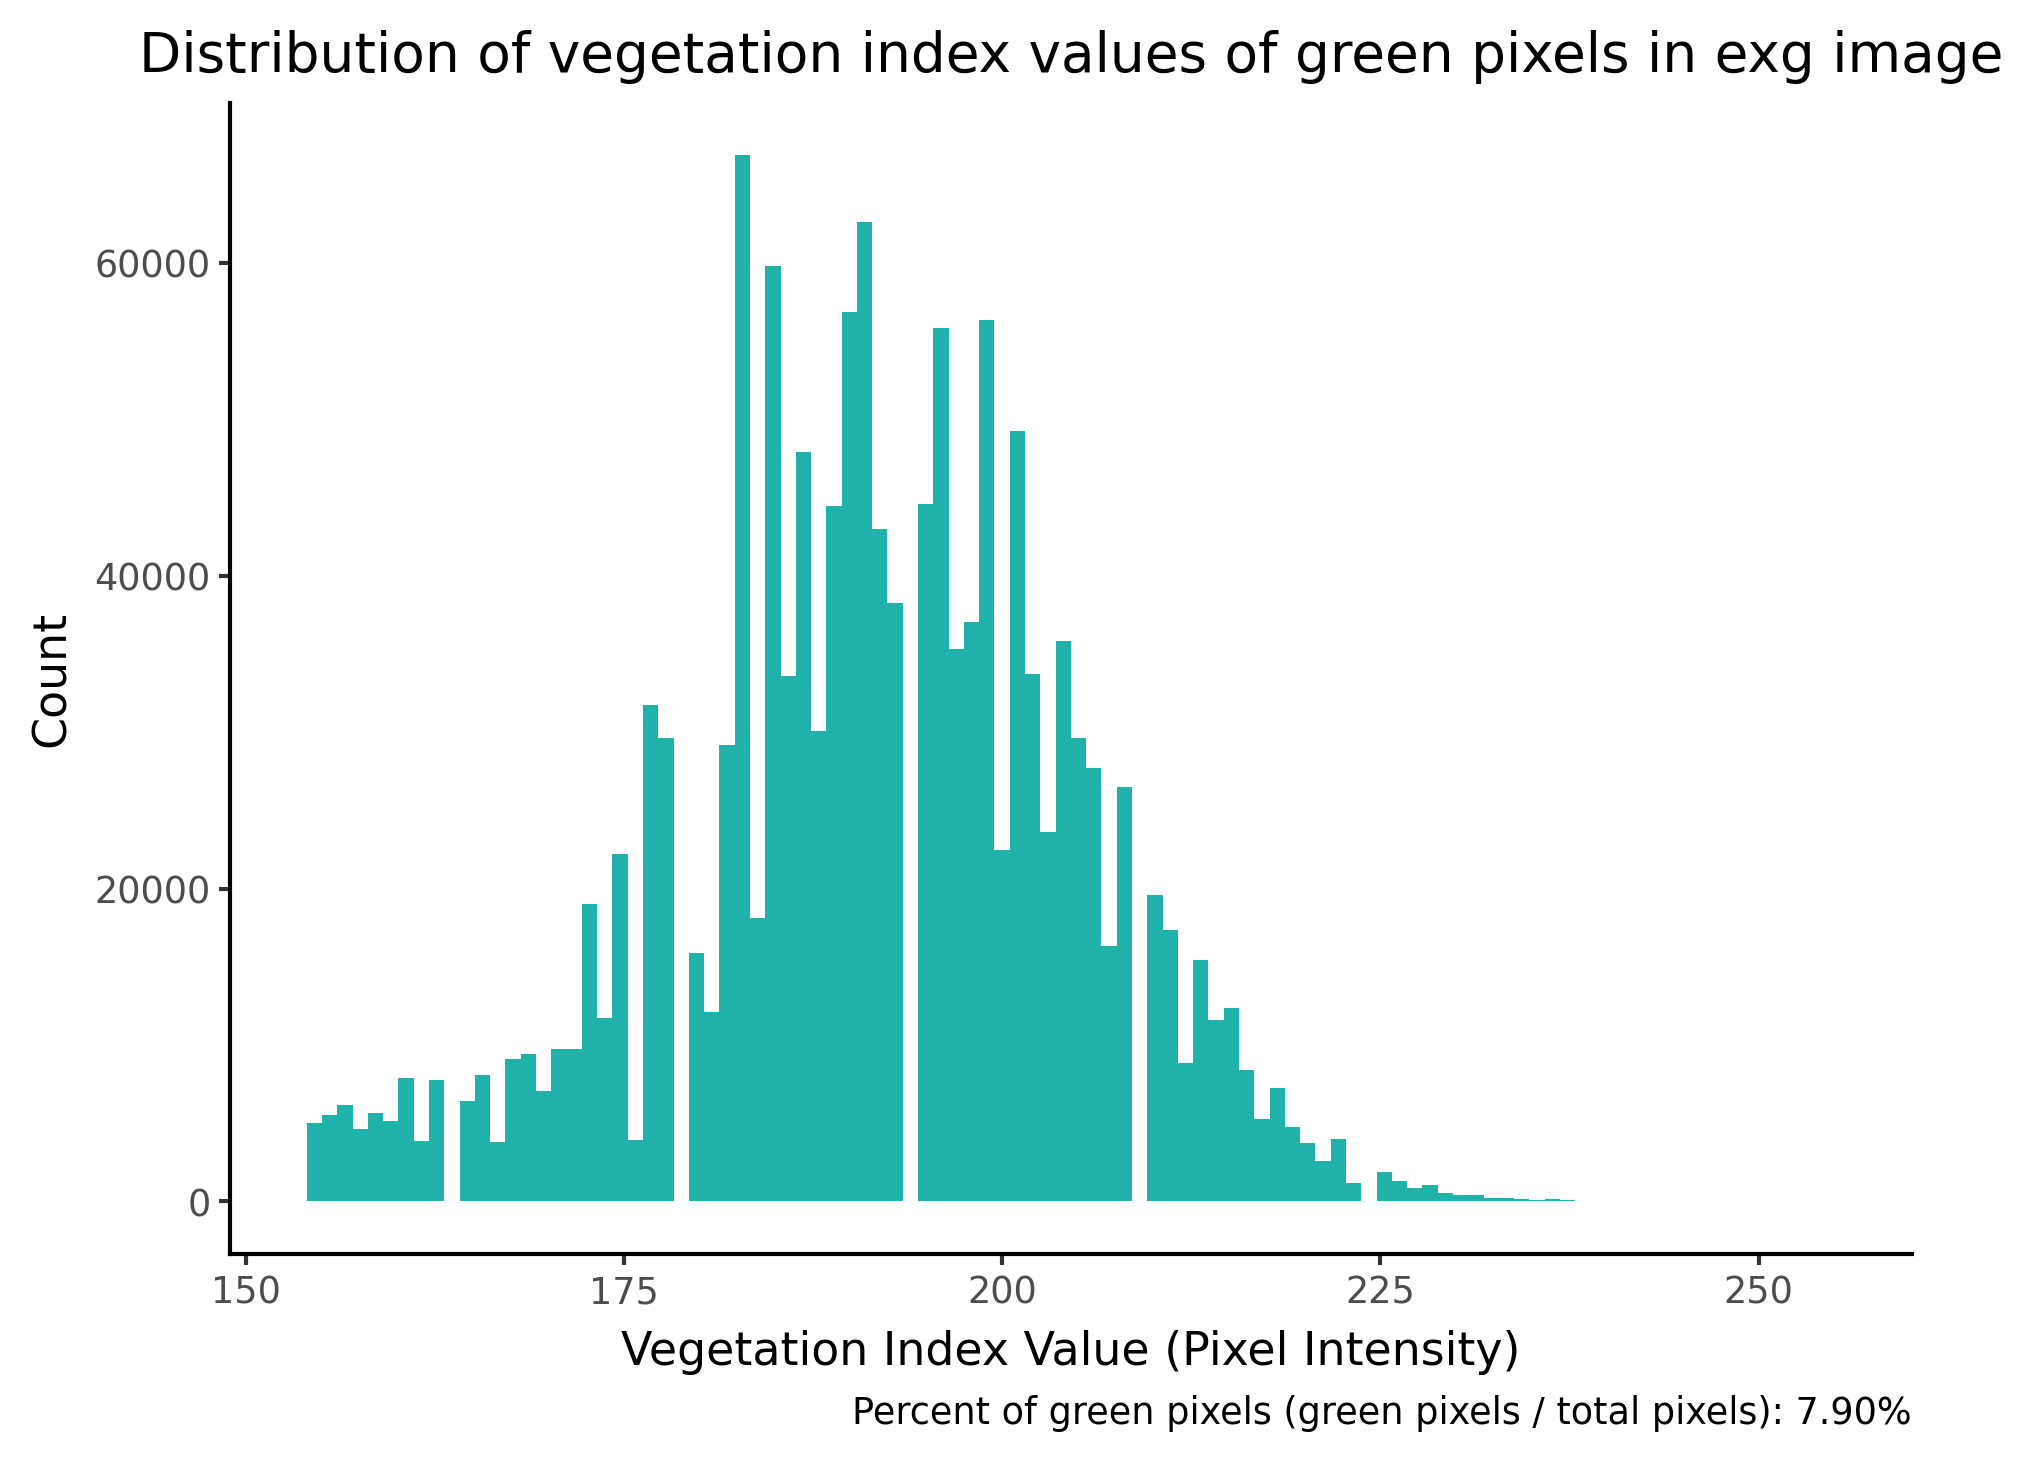 Distribution of vegetation index values of green pixels in exg image
60000
40000
20000
0
Count
150
175
200
225
250
Vegetation Index Value (Pixel Intensity)
Percent of green pixels (green pixels / total pixels): 7.90%